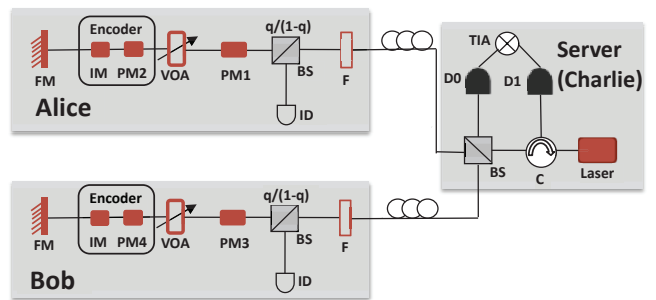 Encoder
q/(1-q)
FM
IM
PM2
VOA
PM1
BS
F
Alice
ID
TIA
Server
(Charlie)
D0
D1
BS
C
Laser
Encoder
q/(1-q)
FM
IM
PM4
VOA
PM3
BS
F
Bob
ID